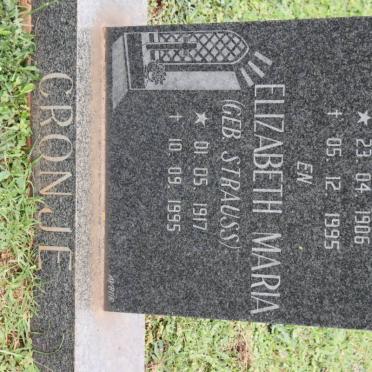 ★ 23. 04. 1906
† 05. 12. 1995
EN
ELIZABETH MARIA
(GEB. STRAUSS)
★ 01. 05. 1917
† 10. 09. 1995
CRONJE